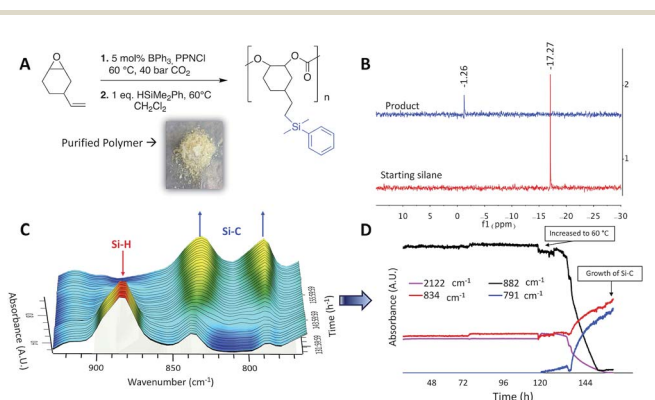 A
O
1. 5 mol% BPh3, PPNCl
60 °C, 40 bar CO2
2. 1 eq. HSiMe2Ph, 60°C
CH2Cl2
O
O
O
n
Si
Purified Polymer →
B
-1.26
-17.27
Product
Starting silane
2
1
10 5 0 -5 -10 -15 -20 -25 -30
f1 (ppm)
C
Si-H
Si-C
Absorbance (A.U.)
900 850 800
Wavenumber (cm-1)
Time (h-1)
D
Increased to 60 °C
Growth of Si-C
2122 cm-1
882 cm-1
834 cm-1
791 cm-1
Absorbance (A.U.)
48 72 96 120 144
Time (h)